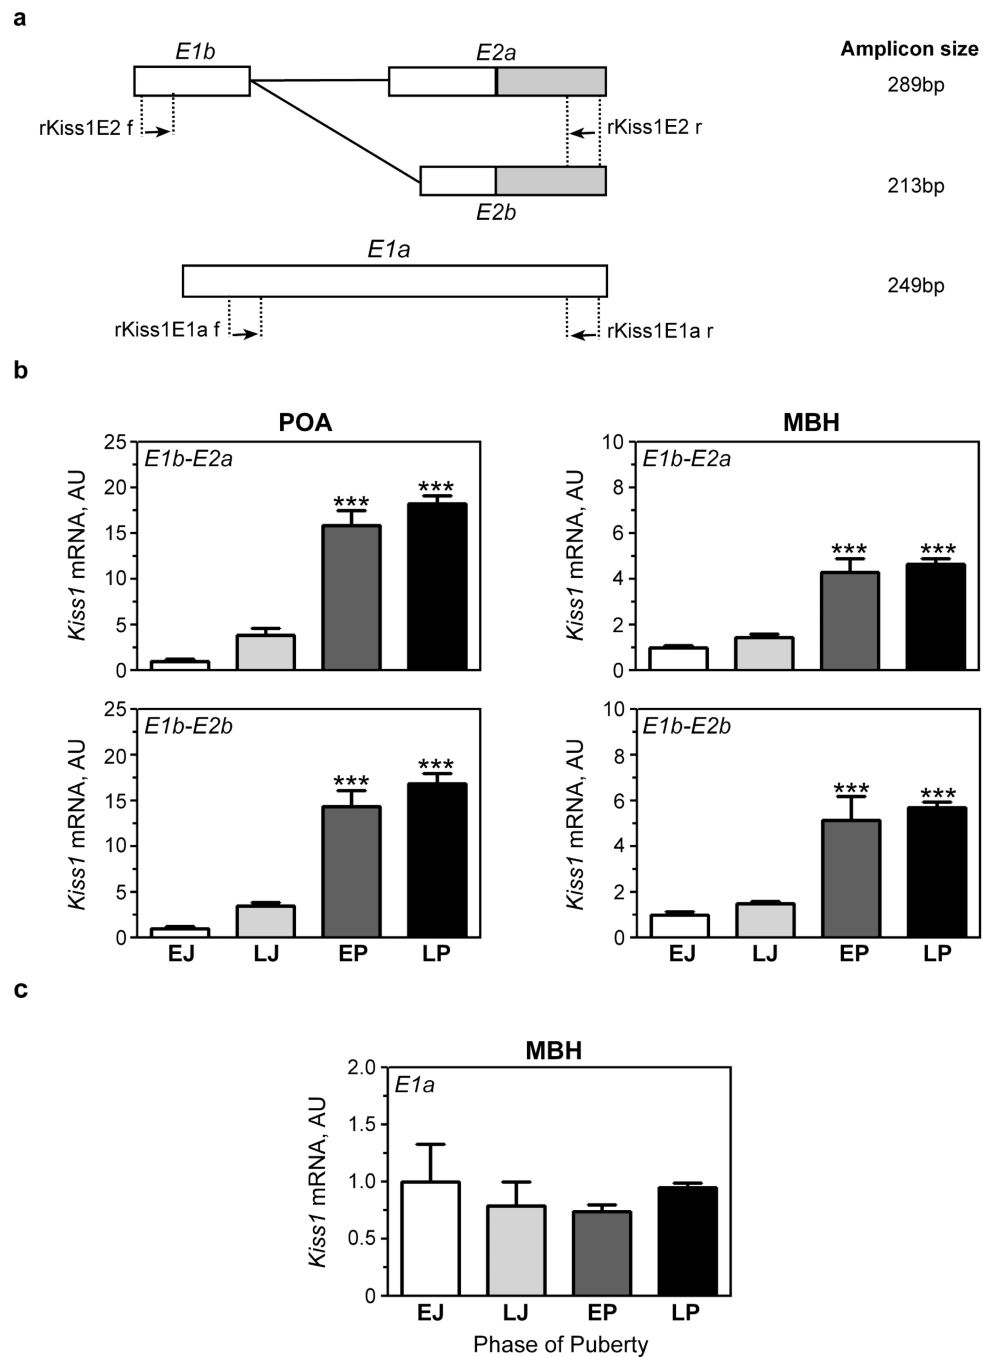 a
E1b
E2a
Amplicon size
289bp
rKiss1E2 f
rKiss1E2 r
213bp
E2b
E1a
249bp
rKiss1E1a f
rKiss1E1a r
b
POA
MBH
25
20
15
10
5
0
E1b-E2a
Kiss1 mRNA, AU
***
***
10
8
6
4
2
0
E1b-E2a
Kiss1 mRNA, AU
***
***
25
20
15
10
5
0
E1b-E2b
Kiss1 mRNA, AU
***
***
EJ LJ EP LP
10
8
6
4
2
0
E1b-E2b
Kiss1 mRNA, AU
***
***
EJ LJ EP LP
c
MBH
2.0
1.5
1.0
0.5
0
E1a
Kiss1 mRNA, AU
EJ LJ EP LP
Phase of Puberty